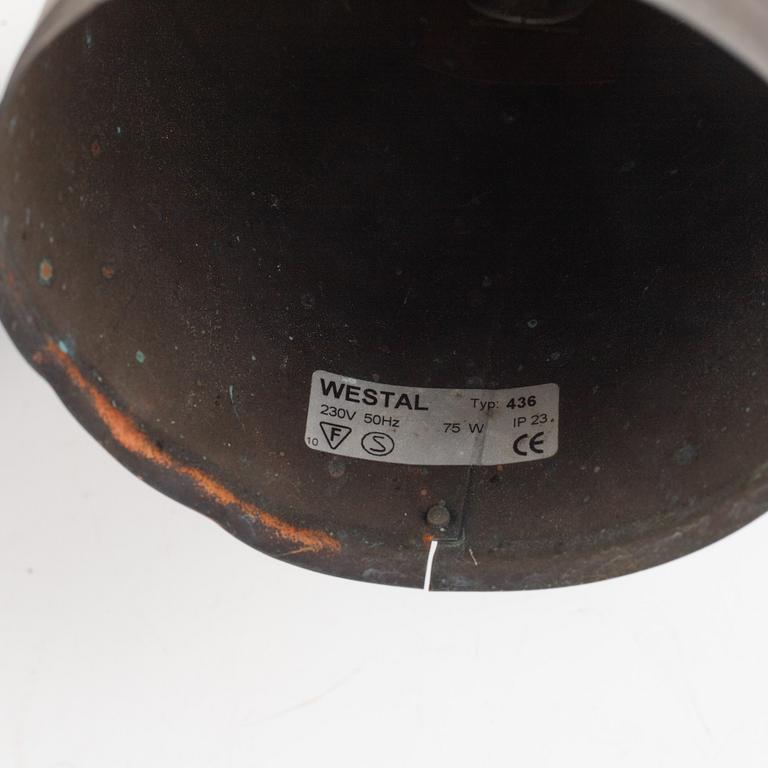 WESTAL Typ: 436
230V 50Hz 75 W IP 23
10 F S CE